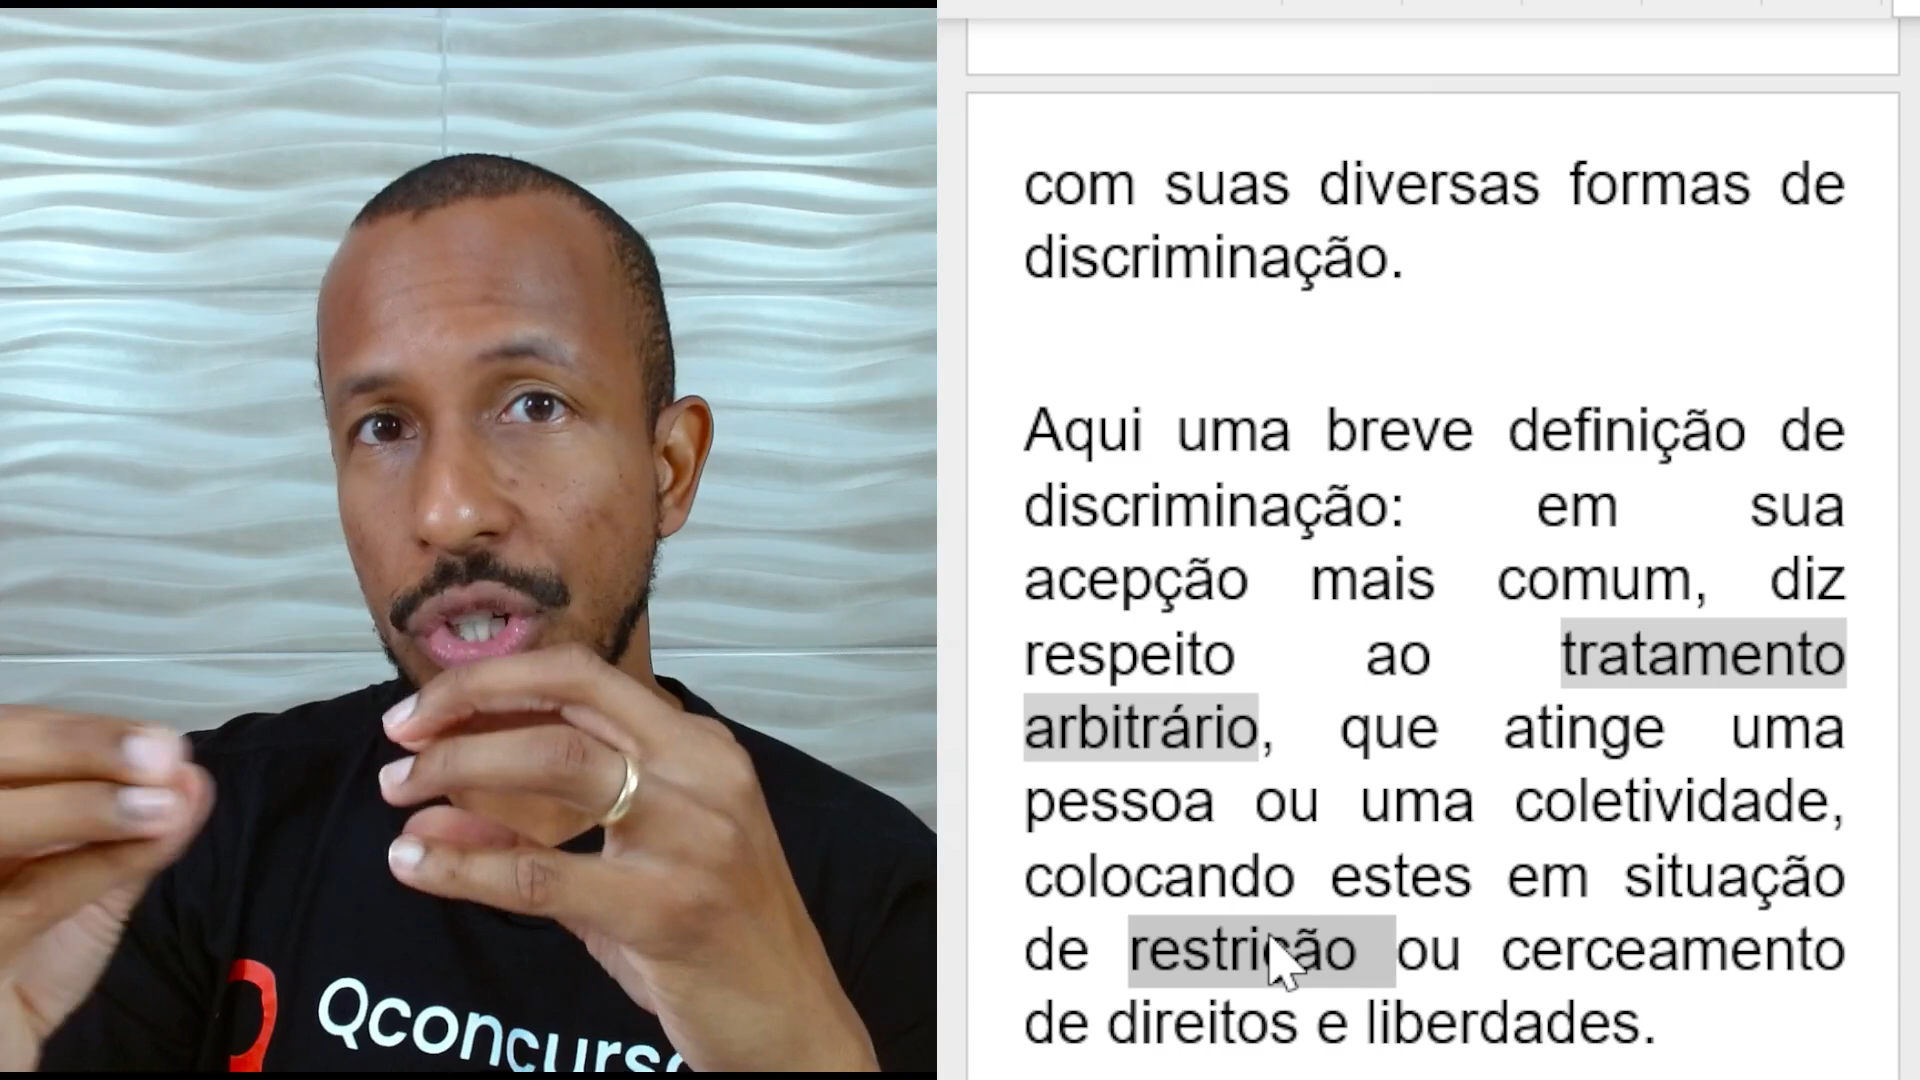 com suas diversas formas de
discriminação.
Aqui uma breve definição de
discriminação: em sua
acepção mais comum, diz
respeito ao tratamento
arbitrário, que atinge uma
pessoa ou uma coletividade,
colocando estes em situação
de restrição ou cerceamento
de direitos e liberdades.
Qconcurso